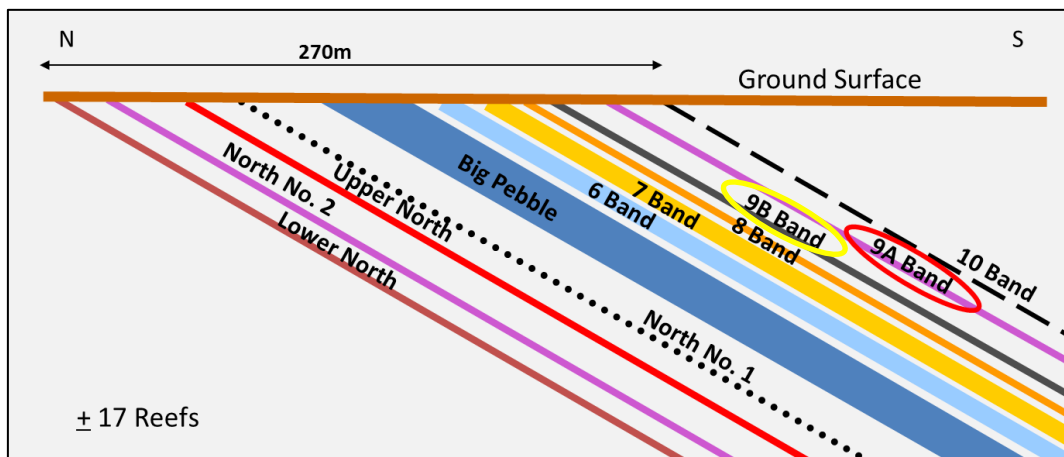 N
S
270m
Ground Surface
Big Pebble
6 Band
7 Band
8 Band
9B Band
9A Band
10 Band
Upper North
North No. 2
Lower North
North No. 1
± 17 Reefs